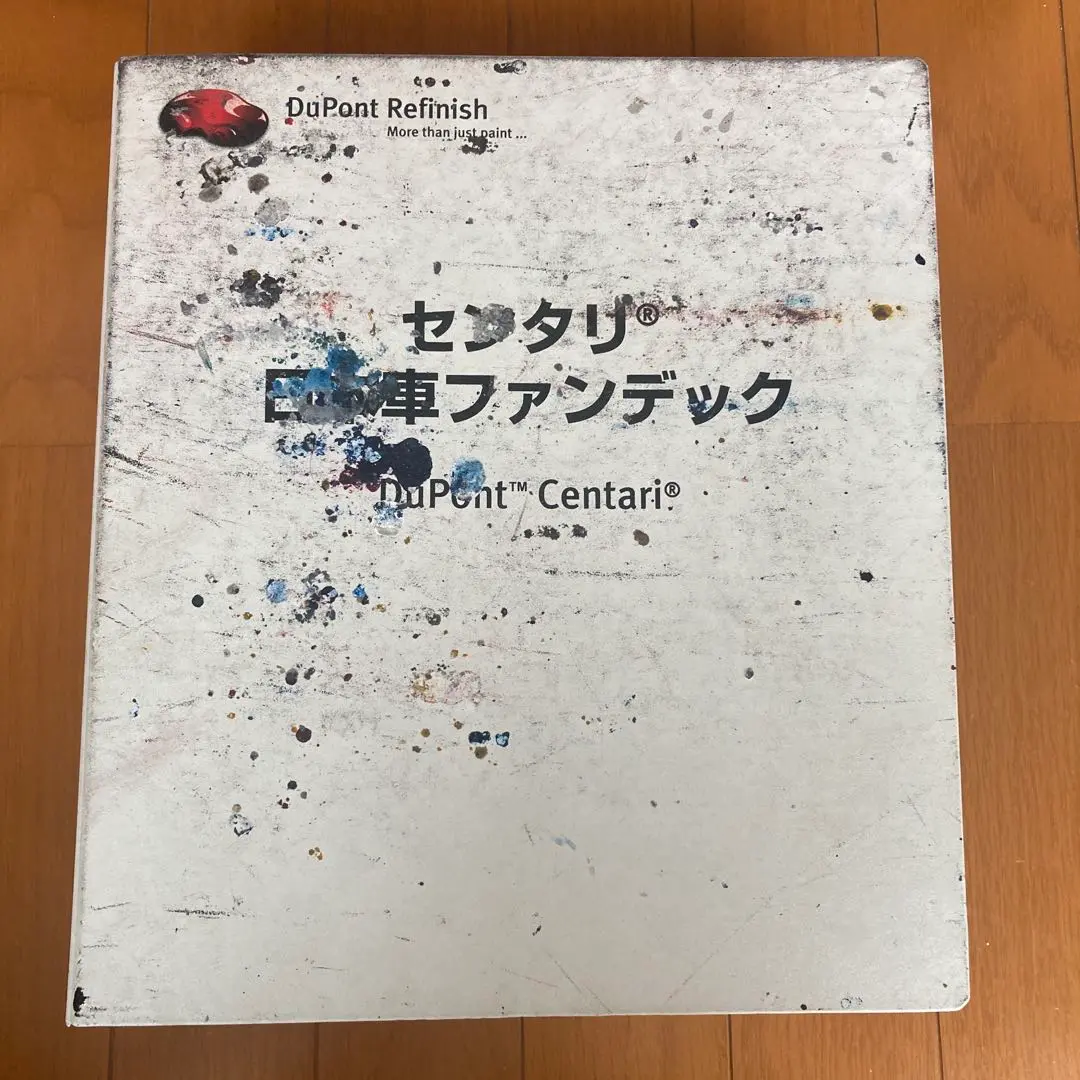 DuPont Refinish
More than just paint ...
センタリ®
車ファンデック
DuPont™ Centari®